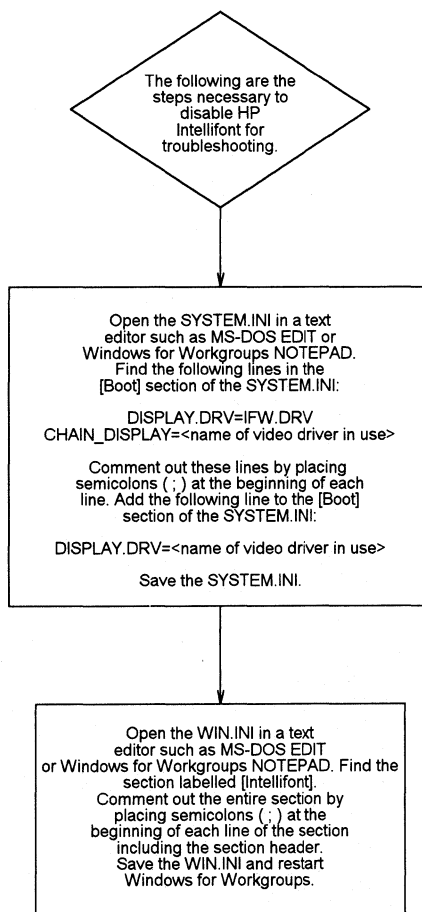 The following are the
steps necessary to
disable HP
Intellifont for
troubleshooting.
Open the SYSTEM.INI in a text
editor such as MS-DOS EDIT or
Windows for Workgroups NOTEPAD.
Find the following lines in the
[Boot] section of the SYSTEM.INI:
DISPLAY.DRV=IFW.DRV
CHAIN_DISPLAY=<name of video driver in use>
Comment out these lines by placing
semicolons ( ; ) at the beginning of each
line. Add the following line to the [Boot]
section of the SYSTEM.INI:
DISPLAY.DRV=<name of video driver in use>
Save the SYSTEM.INI.
Open the WIN.INI in a text
editor such as MS-DOS EDIT
or Windows for Workgroups NOTEPAD. Find the
section labelled [Intellifont].
Comment out the entire section by
placing semicolons ( ; ) at the
beginning of each line of the section
including the section header.
Save the WIN.INI and restart
Windows for Workgroups.